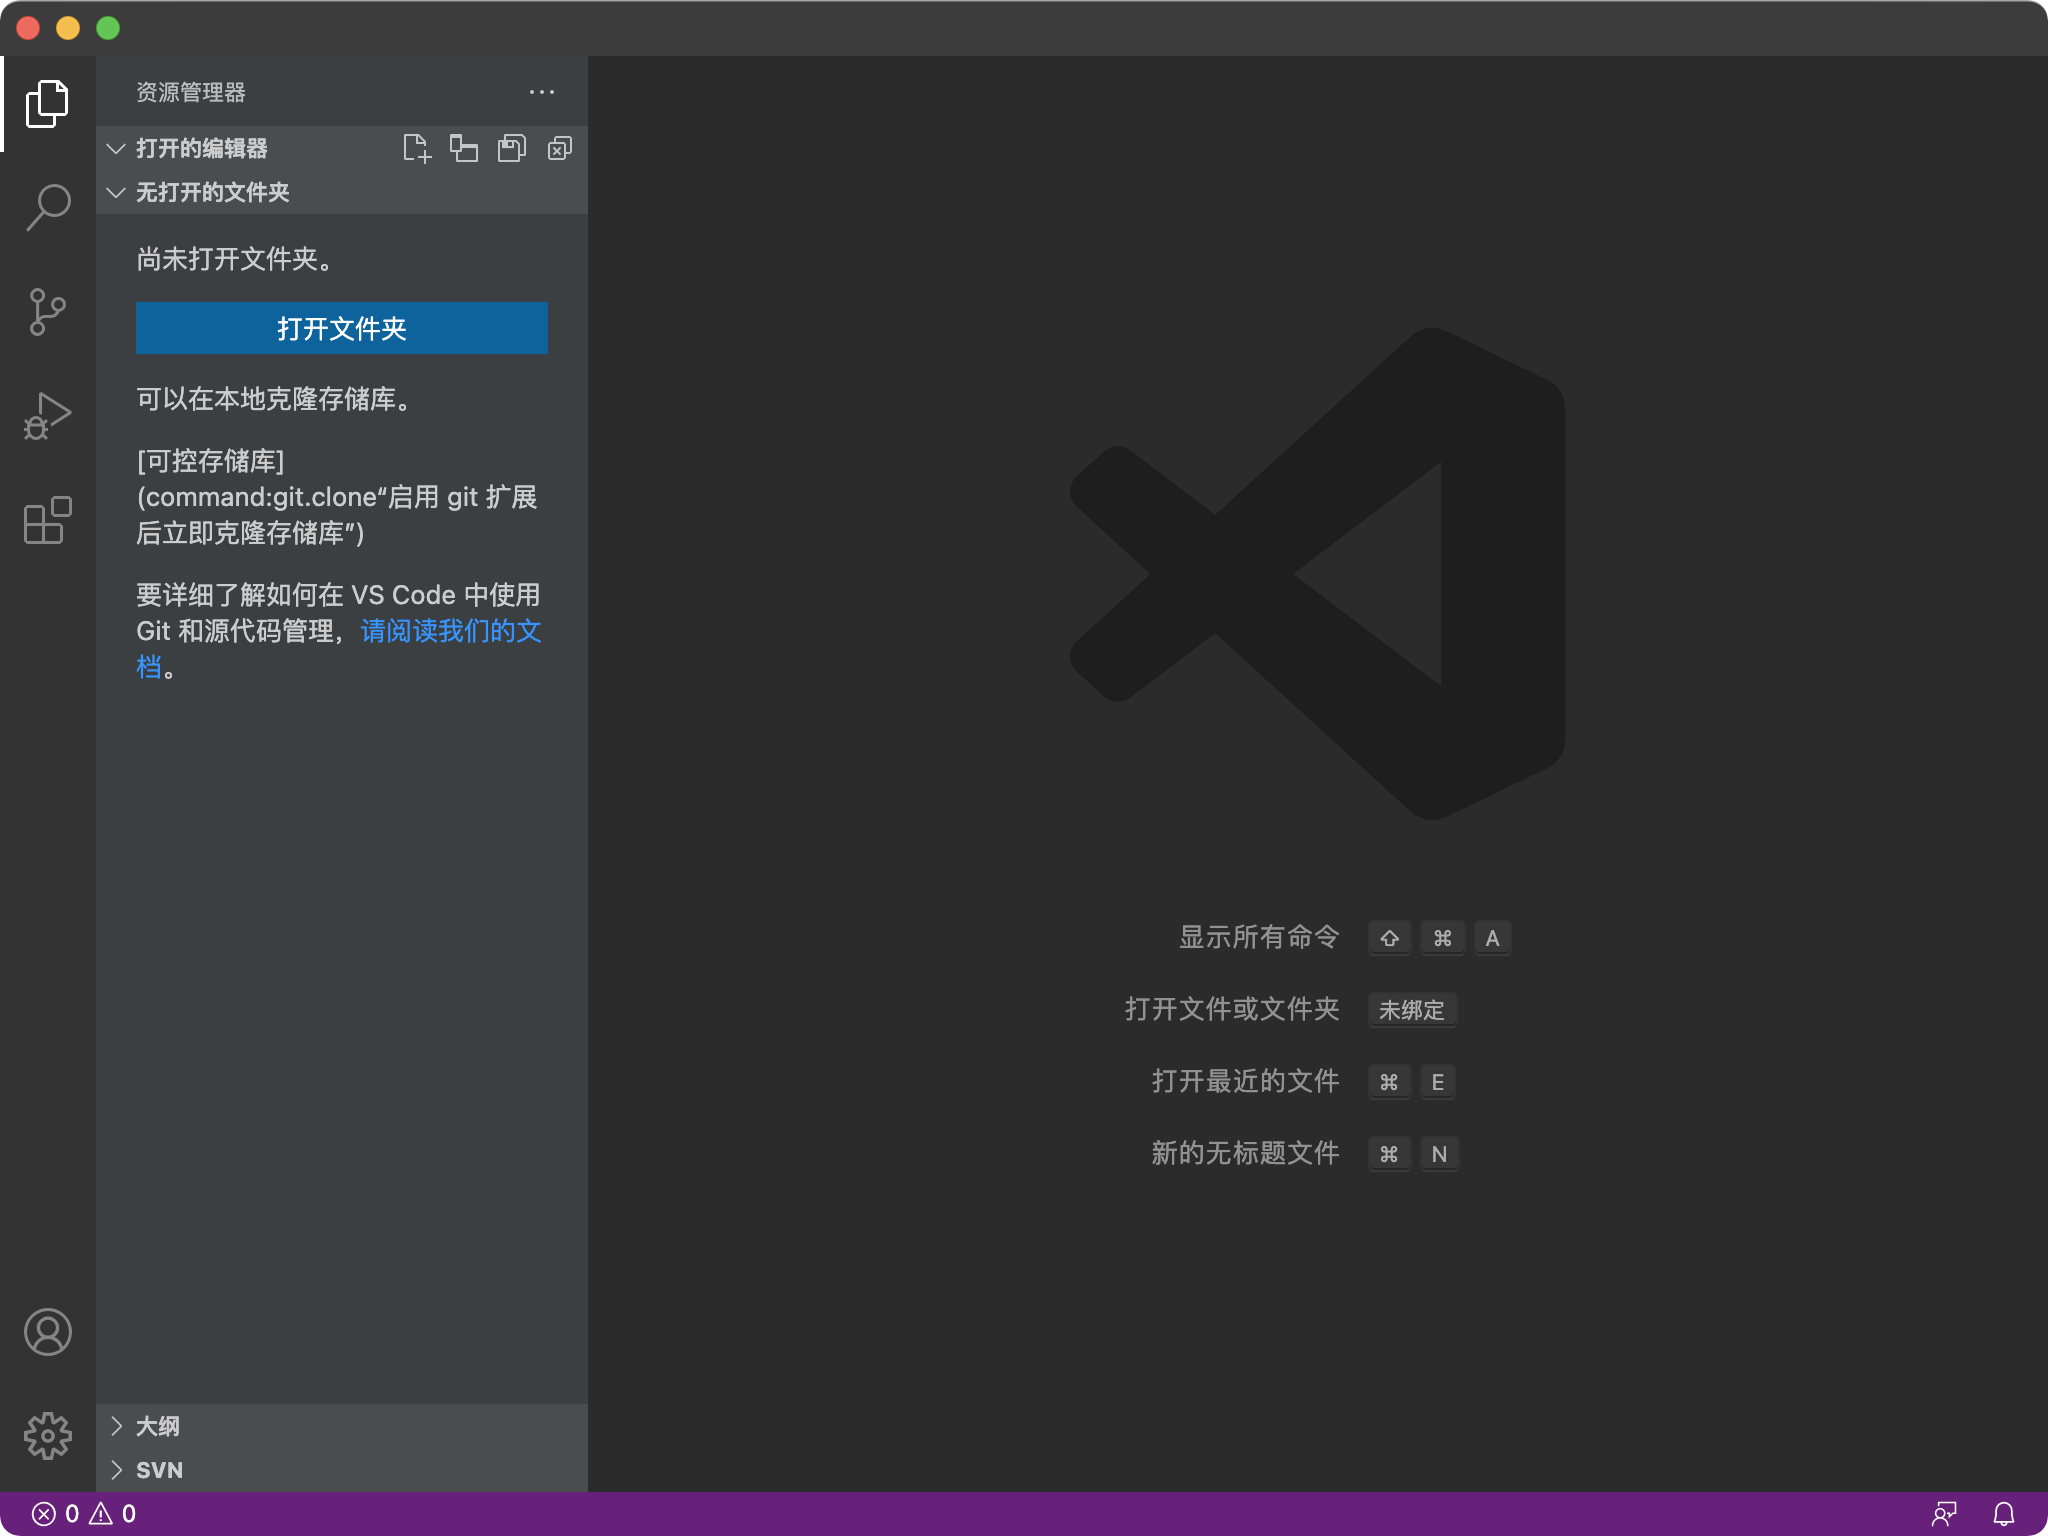 资源管理器
打开的编辑器
无打开的文件夹
尚未打开文件夹。
打开文件夹
可以在本地克隆存储库。
[可控存储库]
(command:git.clone“启用 git 扩展
后立即克隆存储库”)
要详细了解如何在 VS Code 中使用
Git 和源代码管理，请阅读我们的文
档。
显示所有命令 ⇧ ⌘ A
打开文件或文件夹 未绑定
打开最近的文件 ⌘ E
新的无标题文件 ⌘ N
大纲
SVN
0 0